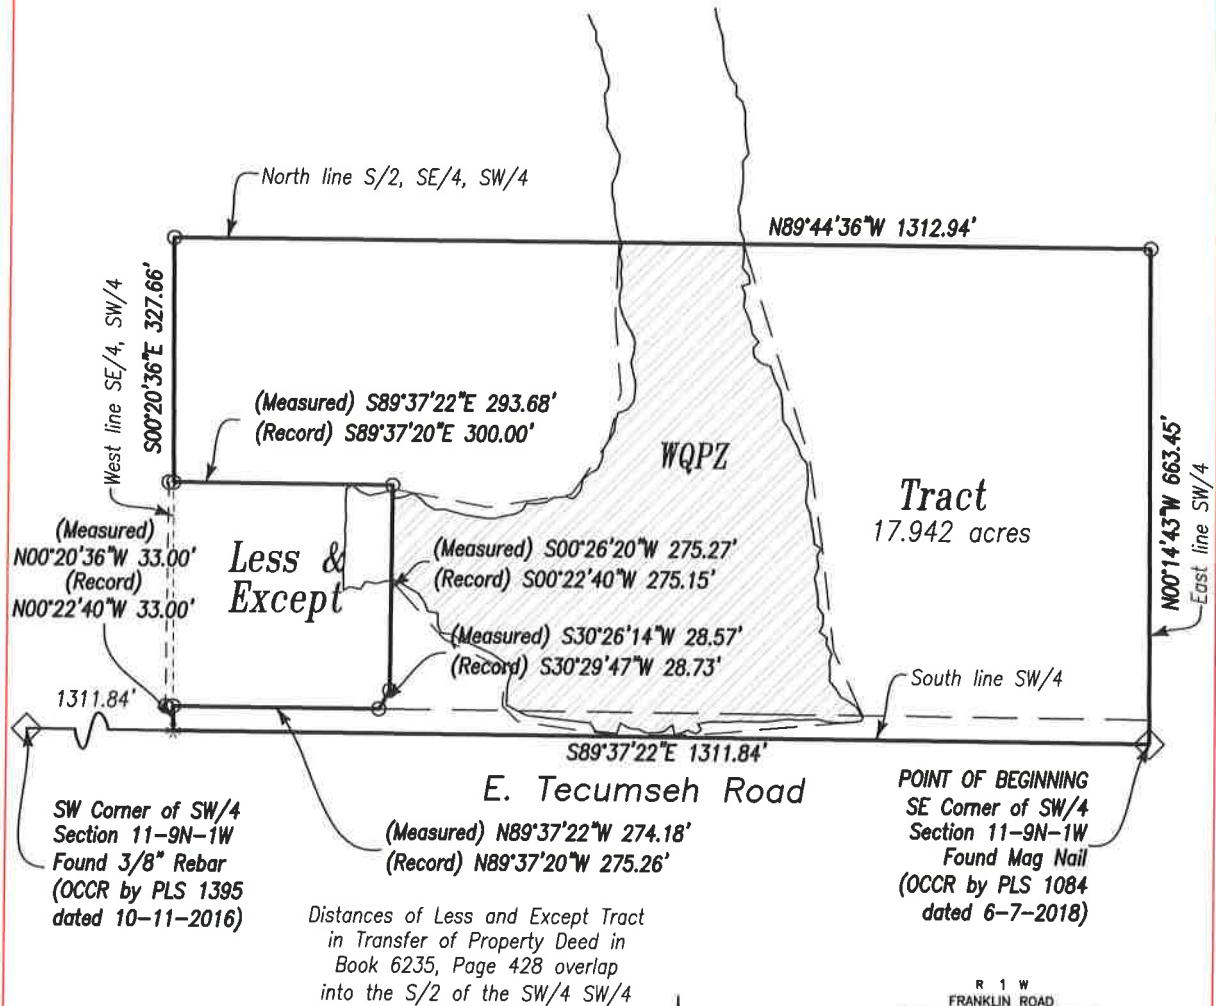 North line S/2, SE/4, SW/4
N89°44'36"W 1312.94'
West line SE/4, SW/4
S00°20'36"E 327.66'
(Measured) S89°37'22"E 293.68'
(Record) S89°37'20"E 300.00'
WQPZ
Tract
17.942 acres
N00°14'43"W 663.45'
East line SW/4
(Measured)
N00°20'36"W 33.00'
(Record)
N00°22'40"W 33.00'
Less &
Except
(Measured) S00°26'20"W 275.27'
(Record) S00°22'40"W 275.15'
(Measured) S30°26'14"W 28.57'
(Record) S30°29'47"W 28.73'
South line SW/4
1311.84'
S89°37'22"E 1311.84'
E. Tecumseh Road
SW Corner of SW/4
Section 11-9N-1W
Found 3/8" Rebar
(OCCR by PLS 1395
dated 10-11-2016)
(Measured) N89°37'22"W 274.18'
(Record) N89°37'20"W 275.26'
POINT OF BEGINNING
SE Corner of SW/4
Section 11-9N-1W
Found Mag Nail
(OCCR by PLS 1084
dated 6-7-2018)
Distances of Less and Except Tract
in Transfer of Property Deed in
Book 6235, Page 428 overlap
into the S/2 of the SW/4 SW/4
R 1 W
FRANKLIN ROAD